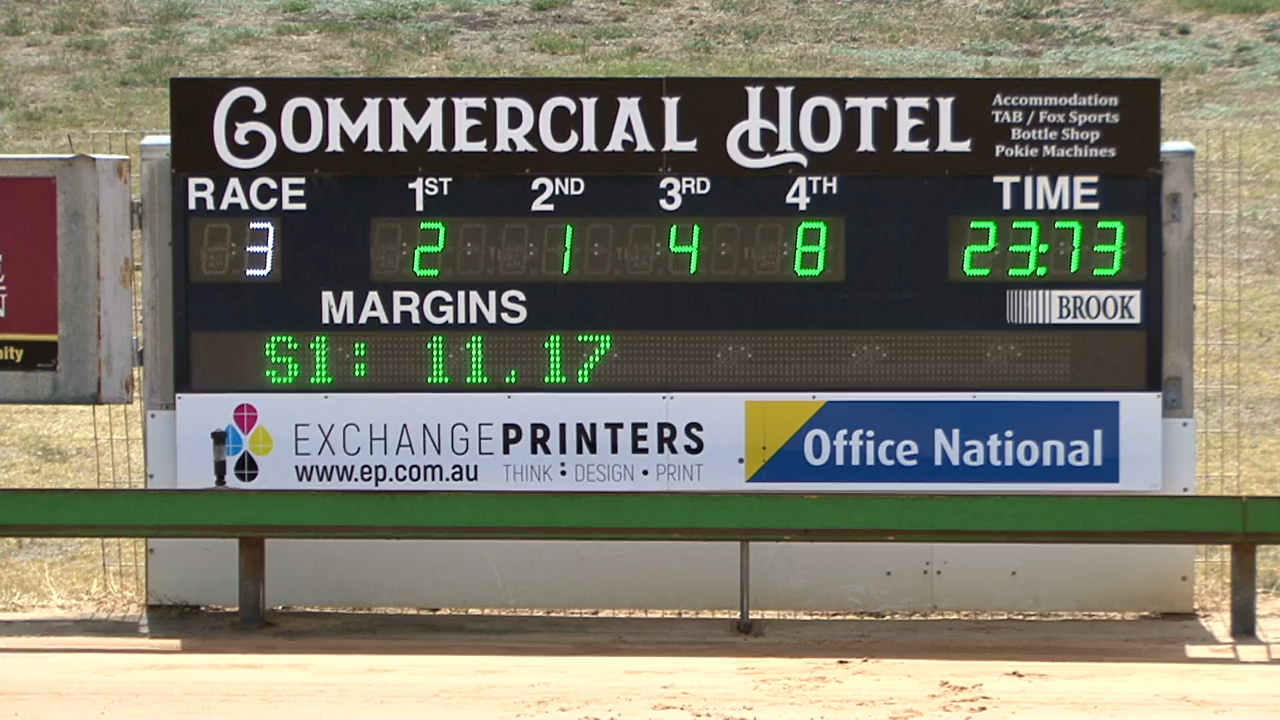 COMMERCIAL HOTEL
Accommodation
TAB / Fox Sports
Bottle Shop
Pokie Machines
RACE 1ST 2ND 3RD 4TH TIME
3 2 1 4 8 23:73
MARGINS
BROOK
S1: 11.17
EXCHANGEPRINTERS
www.ep.com.au THINK : DESIGN • PRINT
Office National